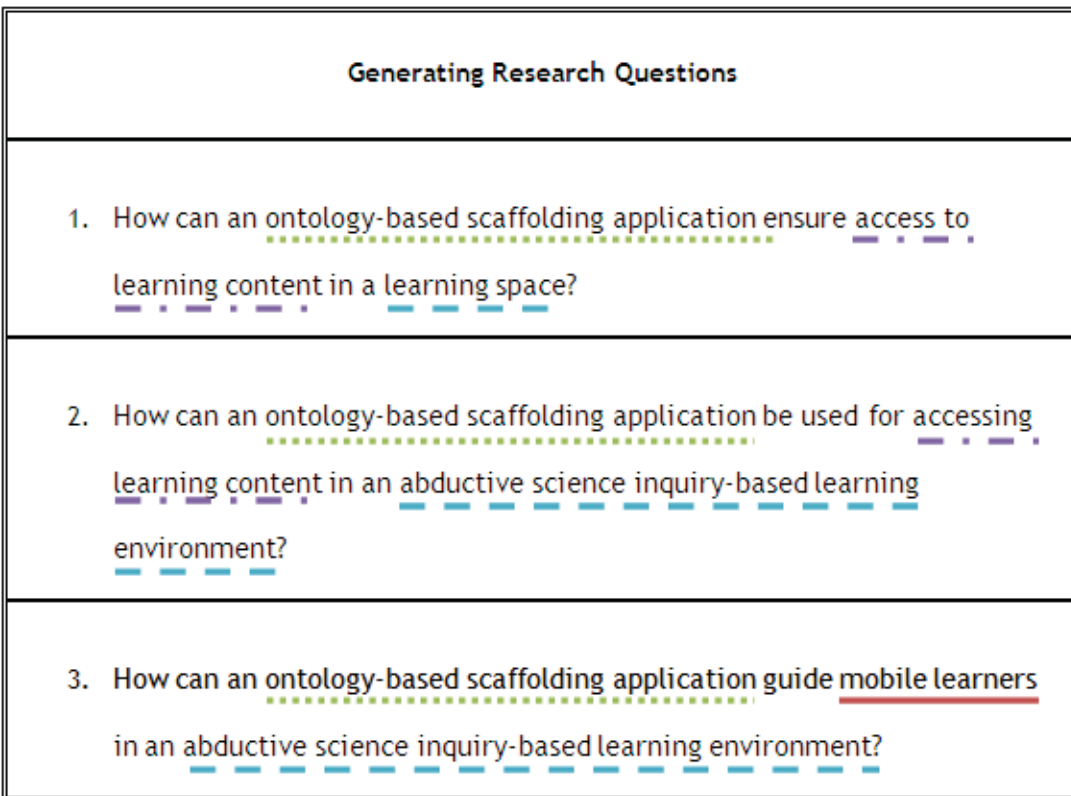 Generating Research Questions
1. How can an ontology-based scaffolding application ensure access to
learning content in a learning space?
2. How can an ontology-based scaffolding application be used for accessing
learning content in an abductive science inquiry-based learning
environment?
3. How can an ontology-based scaffolding application guide mobile learners
in an abductive science inquiry-based learning environment?